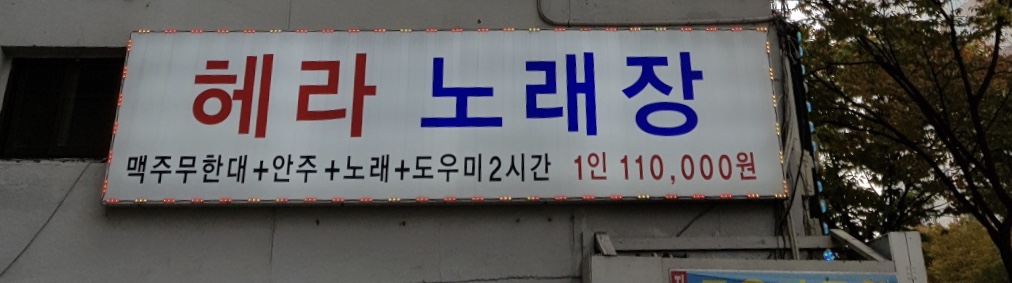 헤라 노래장
맥주무한대+안주+노래+도우미2시간 1인 110,000원